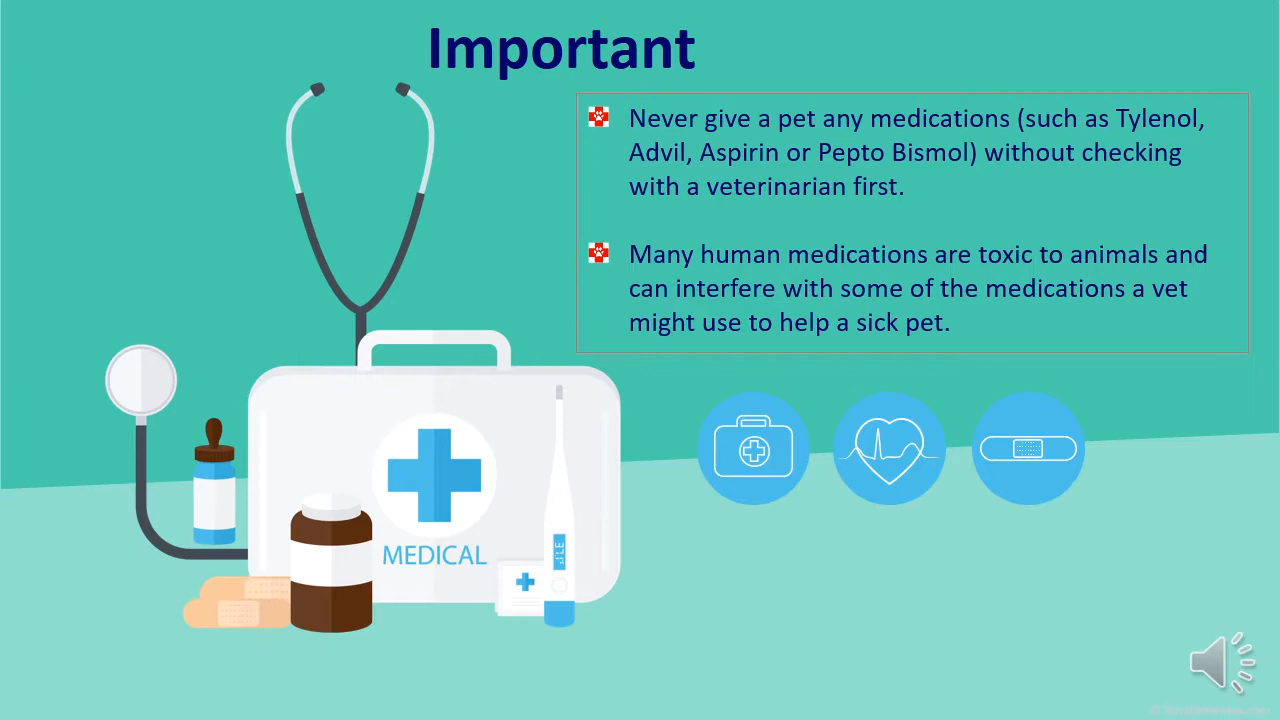 Important
Never give a pet any medications (such as Tylenol,
Advil, Aspirin or Pepto Bismol) without checking
with a veterinarian first.
Many human medications are toxic to animals and
can interfere with some of the medications a vet
might use to help a sick pet.
MEDICAL